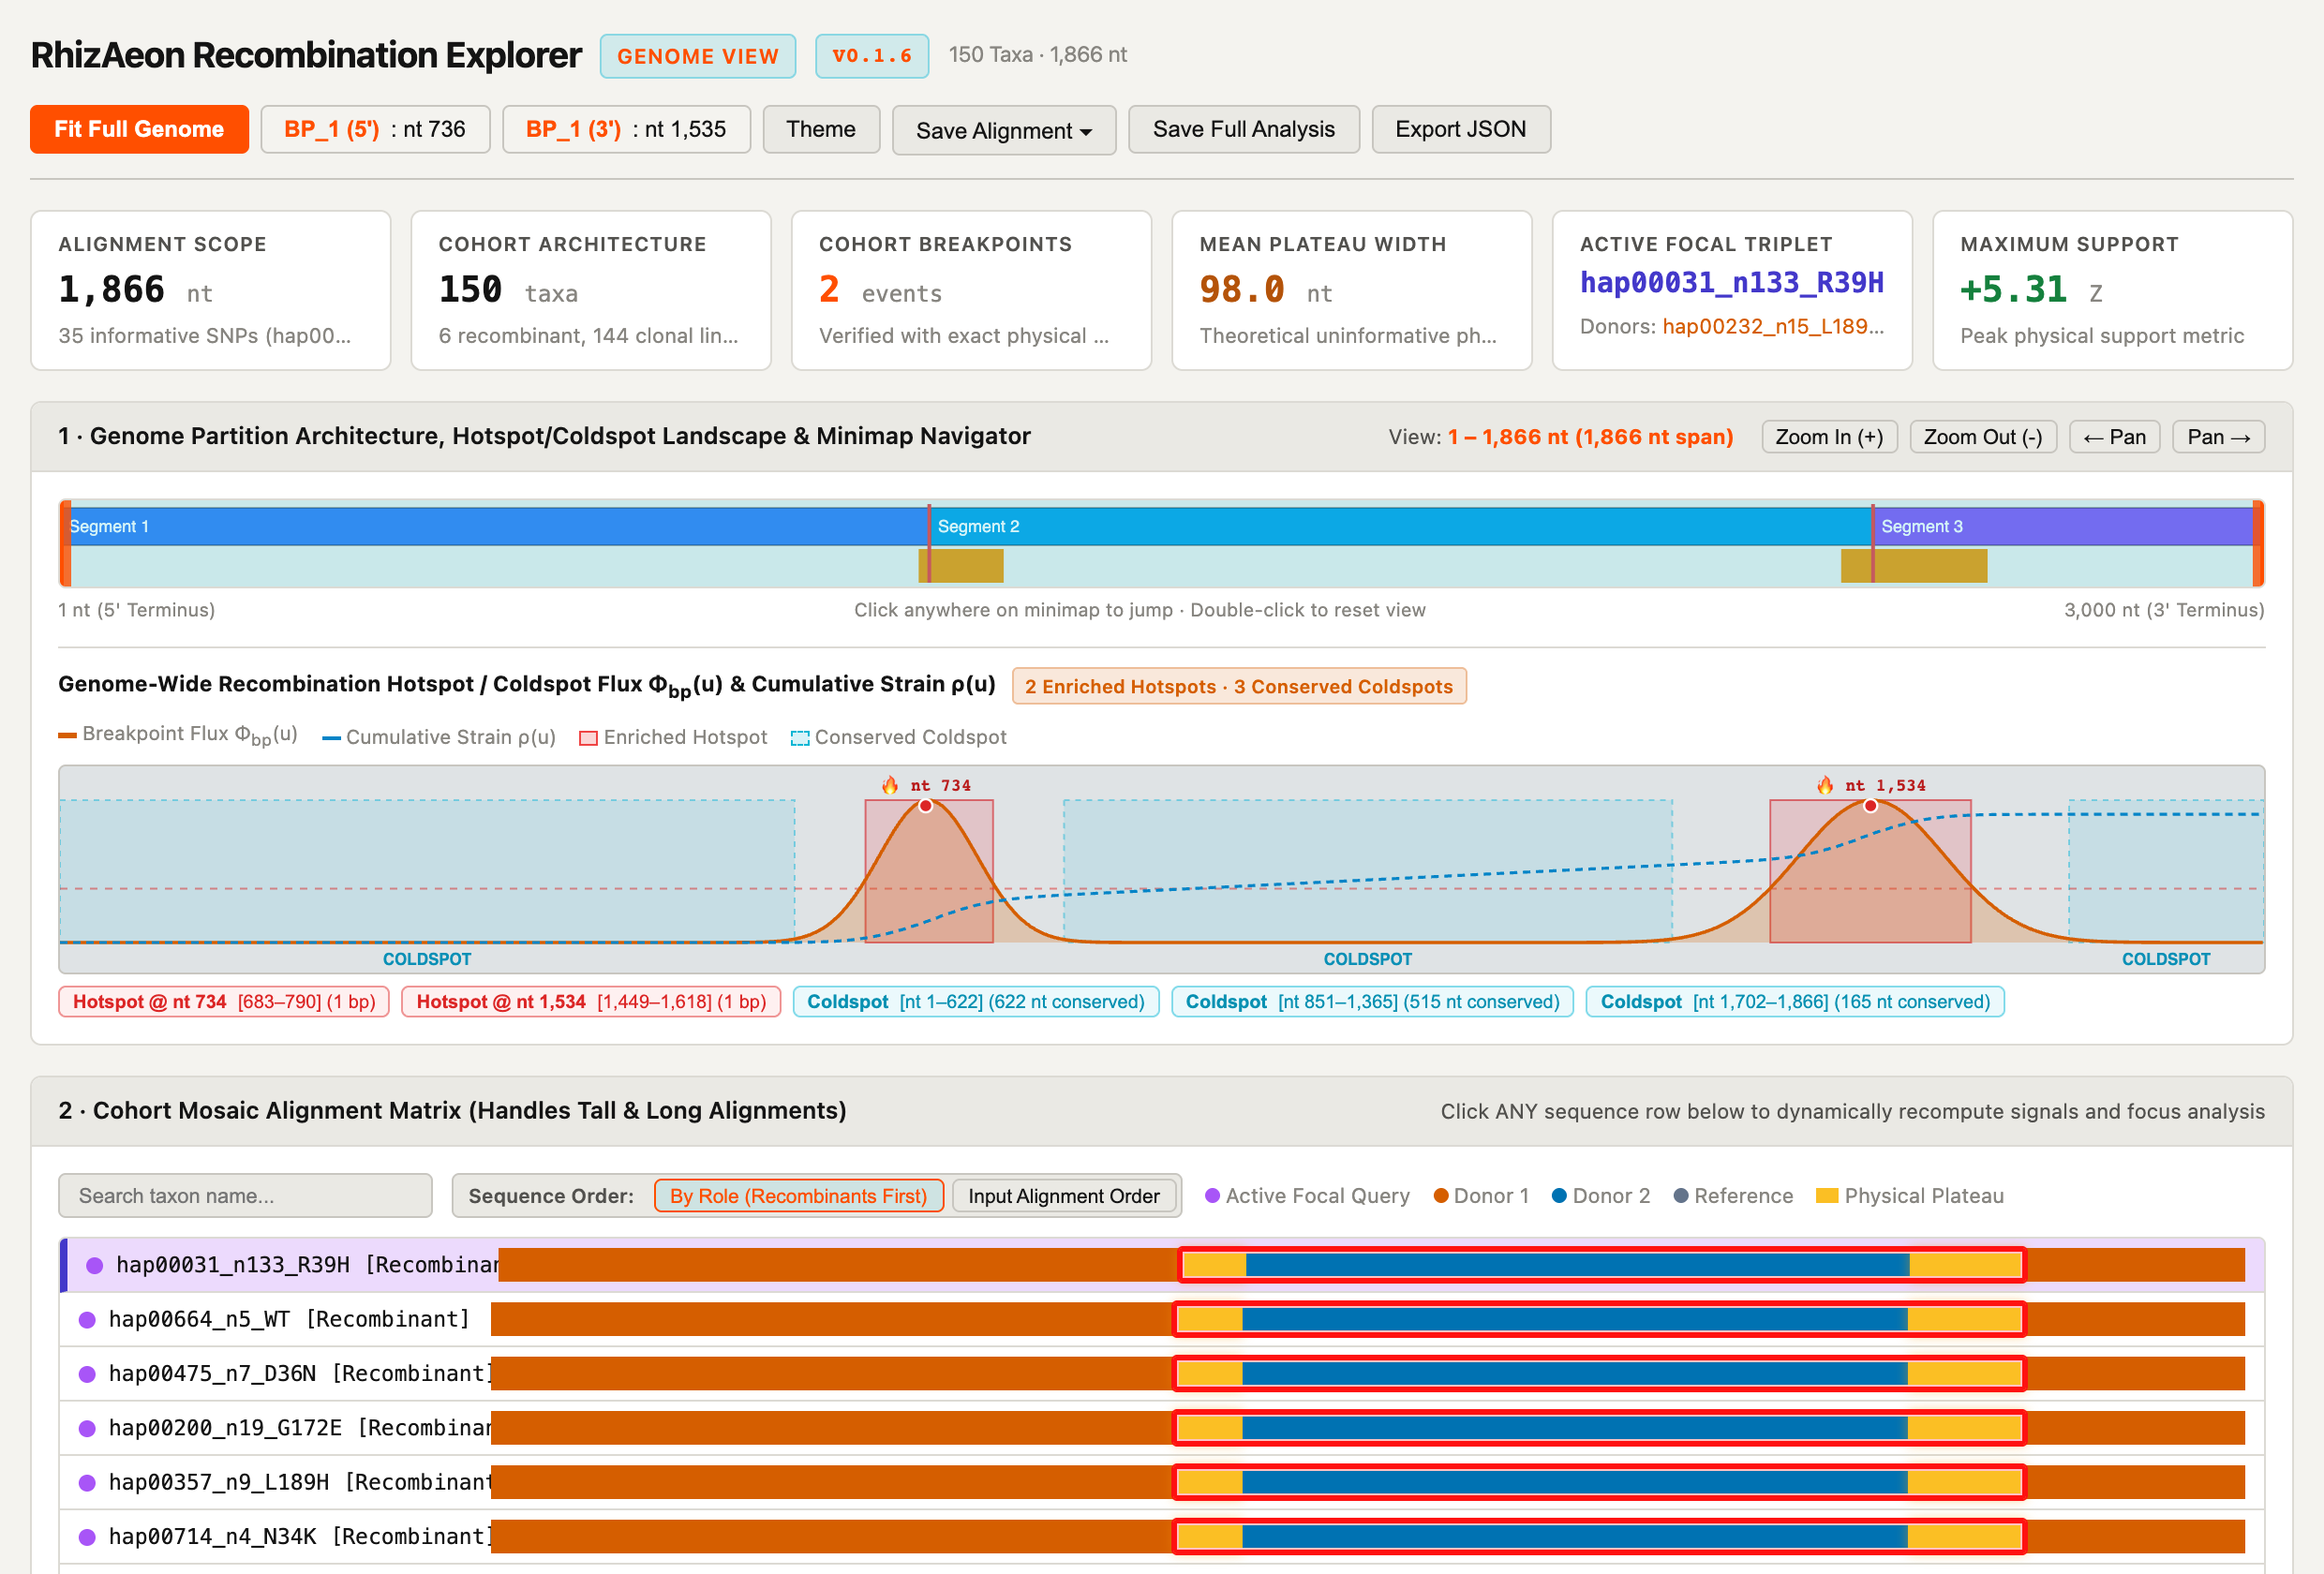 RhizAeon Recombination Explorer GENOME VIEW V0.1.6 150 Taxa · 1,866 nt
Fit Full Genome BP_1 (5') : nt 736 BP_1 (3') : nt 1,535 Theme Save Alignment Save Full Analysis Export JSON
ALIGNMENT SCOPE
1,866 nt
35 informative SNPs (hap00...
COHORT ARCHITECTURE
150 taxa
6 recombinant, 144 clonal lin...
COHORT BREAKPOINTS
2 events
Verified with exact physical ...
MEAN PLATEAU WIDTH
98.0 nt
Theoretical uninformative ph...
ACTIVE FOCAL TRIPLET
hap00031_n133_R39H
Donors: hap00232_n15_L189...
MAXIMUM SUPPORT
+5.31 Z
Peak physical support metric
1 · Genome Partition Architecture, Hotspot/Coldspot Landscape & Minimap Navigator View: 1 – 1,866 nt (1,866 nt span) Zoom In (+) Zoom Out (-) ← Pan Pan →
Segment 1 Segment 2 Segment 3
1 nt (5' Terminus) Click anywhere on minimap to jump · Double-click to reset view 3,000 nt (3' Terminus)
Genome-Wide Recombination Hotspot / Coldspot Flux Φbp(u) & Cumulative Strain ρ(u) 2 Enriched Hotspots · 3 Conserved Coldspots
Breakpoint Flux Φbp(u) Cumulative Strain ρ(u) Enriched Hotspot Conserved Coldspot
🔥 nt 734 🔥 nt 1,534
COLDSPOT COLDSPOT COLDSPOT
Hotspot @ nt 734 [683–790] (1 bp) Hotspot @ nt 1,534 [1,449–1,618] (1 bp) Coldspot [nt 1–622] (622 nt conserved) Coldspot [nt 851–1,365] (515 nt conserved) Coldspot [nt 1,702–1,866] (165 nt conserved)
2 · Cohort Mosaic Alignment Matrix (Handles Tall & Long Alignments) Click ANY sequence row below to dynamically recompute signals and focus analysis
Search taxon name... Sequence Order: By Role (Recombinants First) Input Alignment Order Active Focal Query Donor 1 Donor 2 Reference Physical Plateau
hap00031_n133_R39H [Recombinan
hap00664_n5_WT [Recombinant]
hap00475_n7_D36N [Recombinant]
hap00200_n19_G172E [Recombinan
hap00357_n9_L189H [Recombinant
hap00714_n4_N34K [Recombinant]